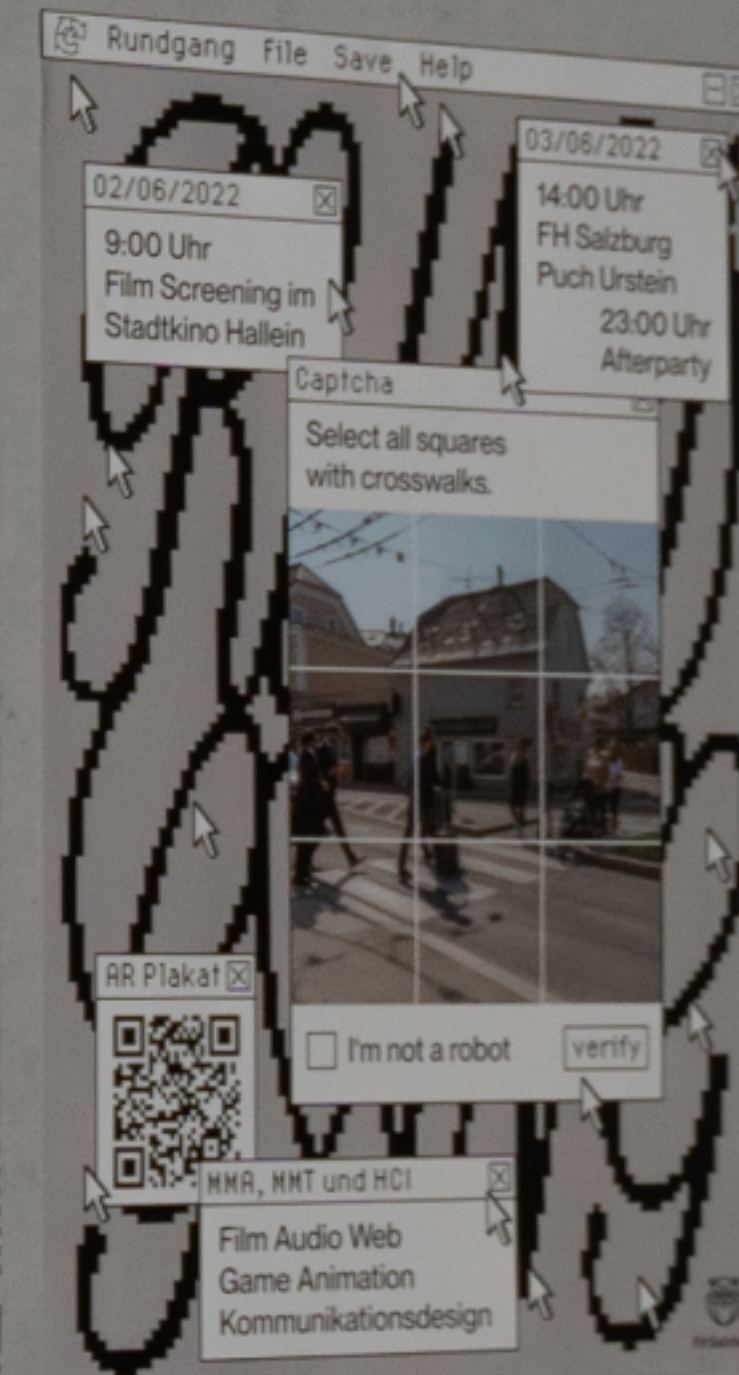 Rundgang File Save Help
02/06/2022
9:00 Uhr
Film Screening im
Stadtkino Hallein
03/06/2022
14:00 Uhr
FH Salzburg
Puch Urstein
23:00 Uhr
Afterparty
Captcha
Select all squares
with crosswalks.
I'm not a robot
verify
AR Plakat
MMA, MMT und HCI
Film Audio Web
Game Animation
Kommunikationsdesign